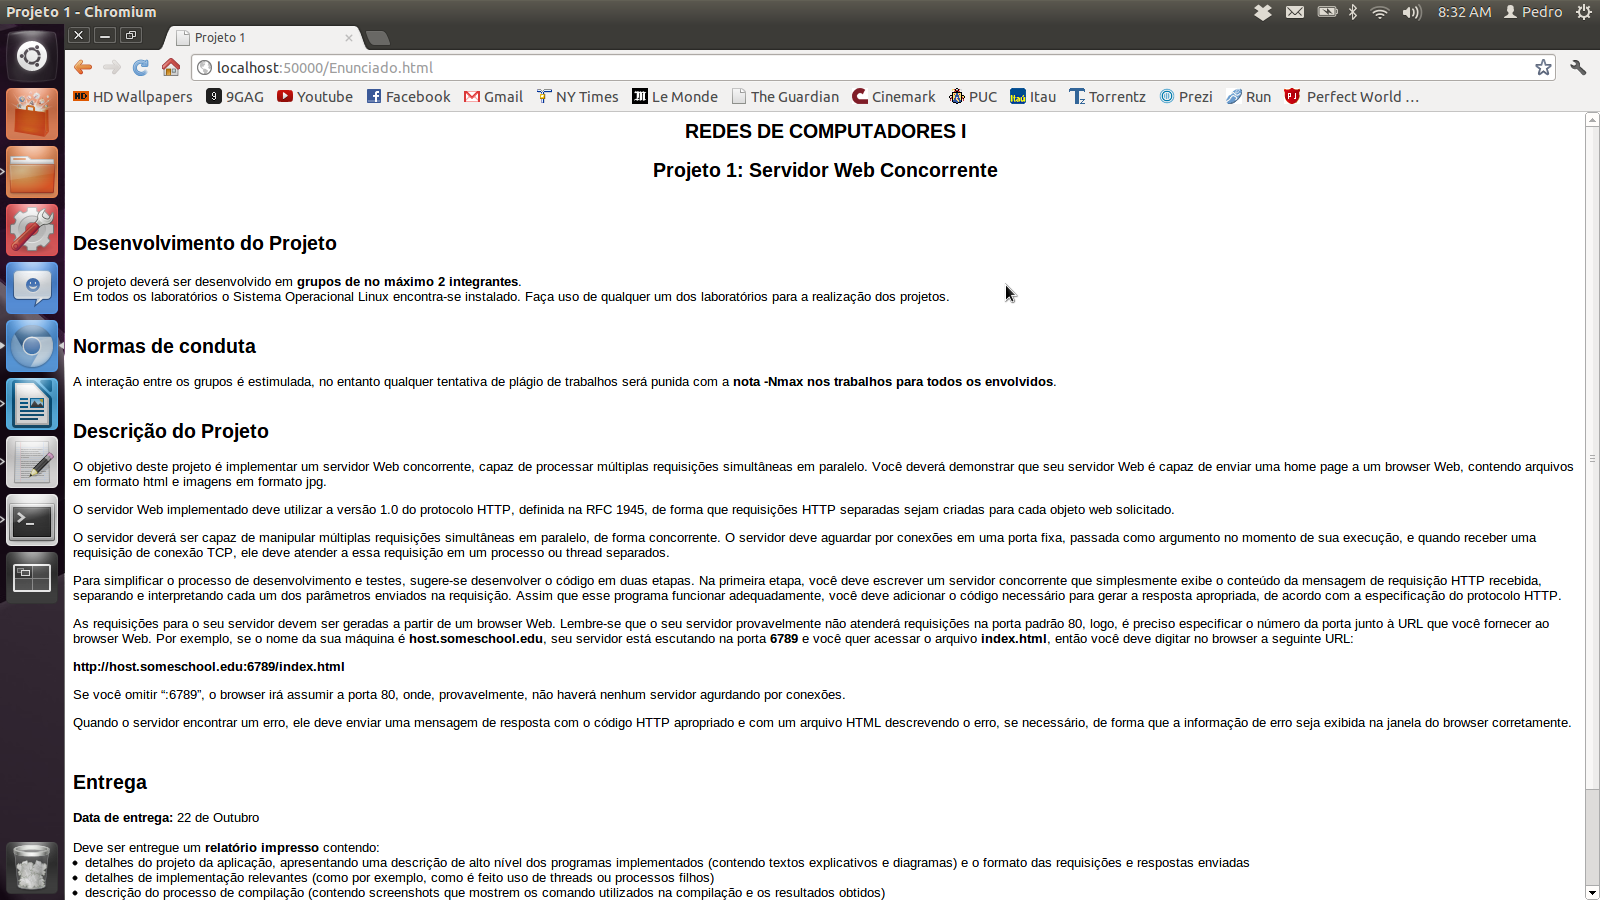 Projeto 1 - Chromium
8:32 AM Pedro
Projeto 1
localhost:50000/Enunciado.html
HD Wallpapers 9GAG Youtube Facebook Gmail NY Times Le Monde The Guardian Cinemark PUC Itau Torrentz Prezi Run Perfect World ...
REDES DE COMPUTADORES I
Projeto 1: Servidor Web Concorrente
Desenvolvimento do Projeto
O projeto deverá ser desenvolvido em grupos de no máximo 2 integrantes.
Em todos os laboratórios o Sistema Operacional Linux encontra-se instalado. Faça uso de qualquer um dos laboratórios para a realização dos projetos.
Normas de conduta
A interação entre os grupos é estimulada, no entanto qualquer tentativa de plágio de trabalhos será punida com a nota -Nmax nos trabalhos para todos os envolvidos.
Descrição do Projeto
O objetivo deste projeto é implementar um servidor Web concorrente, capaz de processar múltiplas requisições simultâneas em paralelo. Você deverá demonstrar que seu servidor Web é capaz de enviar uma home page a um browser Web, contendo arquivos
em formato html e imagens em formato jpg.
O servidor Web implementado deve utilizar a versão 1.0 do protocolo HTTP, definida na RFC 1945, de forma que requisições HTTP separadas sejam criadas para cada objeto web solicitado.
O servidor deverá ser capaz de manipular múltiplas requisições simultâneas em paralelo, de forma concorrente. O servidor deve aguardar por conexões em uma porta fixa, passada como argumento no momento de sua execução, e quando receber uma
requisição de conexão TCP, ele deve atender a essa requisição em um processo ou thread separados.
Para simplificar o processo de desenvolvimento e testes, sugere-se desenvolver o código em duas etapas. Na primeira etapa, você deve escrever um servidor concorrente que simplesmente exibe o conteúdo da mensagem de requisição HTTP recebida,
separando e interpretando cada um dos parâmetros enviados na requisição. Assim que esse programa funcionar adequadamente, você deve adicionar o código necessário para gerar a resposta apropriada, de acordo com a especificação do protocolo HTTP.
As requisições para o seu servidor devem ser geradas a partir de um browser Web. Lembre-se que o seu servidor provavelmente não atenderá requisições na porta padrão 80, logo, é preciso especificar o número da porta junto à URL que você fornecer ao
browser Web. Por exemplo, se o nome da sua máquina é host.someschool.edu, seu servidor está escutando na porta 6789 e você quer acessar o arquivo index.html, então você deve digitar no browser a seguinte URL:
http://host.someschool.edu:6789/index.html
Se você omitir “:6789”, o browser irá assumir a porta 80, onde, provavelmente, não haverá nenhum servidor agurdando por conexões.
Quando o servidor encontrar um erro, ele deve enviar uma mensagem de resposta com o código HTTP apropriado e com um arquivo HTML descrevendo o erro, se necessário, de forma que a informação de erro seja exibida na janela do browser corretamente.
Entrega
Data de entrega: 22 de Outubro
Deve ser entregue um relatório impresso contendo:
• detalhes do projeto da aplicação, apresentando uma descrição de alto nível dos programas implementados (contendo textos explicativos e diagramas) e o formato das requisições e respostas enviadas
• detalhes de implementação relevantes (como por exemplo, como é feito uso de threads ou processos filhos)
• descrição do processo de compilação (contendo screenshots que mostrem os comando utilizados na compilação e os resultados obtidos)